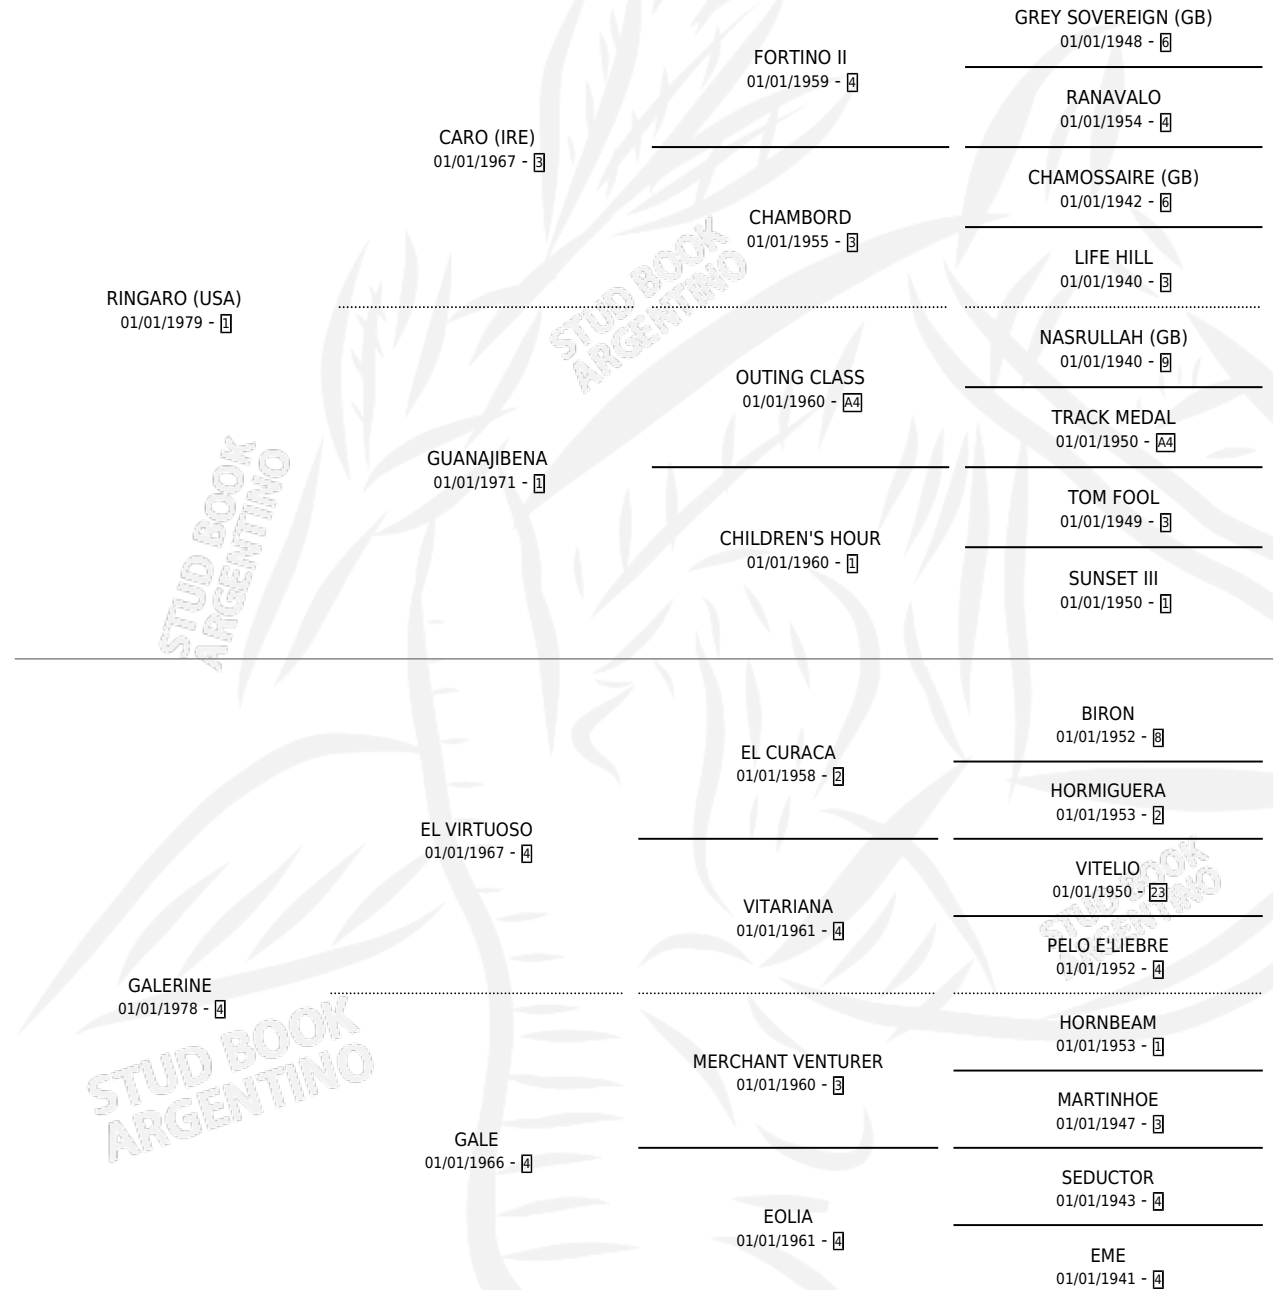 GREY SOVEREIGN (GB)
01/01/1948 - 6
FORTINO II
01/01/1959 - 4
RANAVALO
01/01/1954 - 4
CARO (IRE)
01/01/1967 - 3
CHAMOSSAIRE (GB)
01/01/1942 - 6
CHAMBORD
01/01/1955 - 3
LIFE HILL
01/01/1940 - 3
RINGARO (USA)
01/01/1979 - 1
NASRULLAH (GB)
01/01/1940 - 9
OUTING CLASS
01/01/1960 - A4
TRACK MEDAL
01/01/1950 - A4
GUANAJIBENA
01/01/1971 - 1
TOM FOOL
01/01/1949 - 3
CHILDREN'S HOUR
01/01/1960 - 1
SUNSET III
01/01/1950 - 1
BIRON
01/01/1952 - 8
EL CURACA
01/01/1958 - 2
HORMIGUERA
01/01/1953 - 2
EL VIRTUOSO
01/01/1967 - 4
VITELIO
01/01/1950 - 23
VITARIANA
01/01/1961 - 4
PELO E'LIEBRE
01/01/1952 - 4
GALERINE
01/01/1978 - 4
HORNBEAM
01/01/1953 - 1
MERCHANT VENTURER
01/01/1960 - 3
MARTINHOE
01/01/1947 - 3
GALE
01/01/1966 - 4
SEDUCTOR
01/01/1943 - 4
EOLIA
01/01/1961 - 4
EME
01/01/1941 - 4
STUD BOOK
ARGENTINO
STUD BOOK
ARGENTINO
STUD BOOK
ARGENTINO
STUD BOOK
ARGENTINO